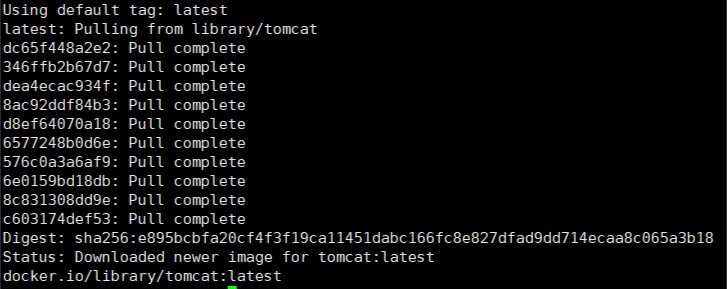 Using default tag: latest
latest: Pulling from library/tomcat
dc65f448a2e2: Pull complete
346ffb2b67d7: Pull complete
dea4ecac934f: Pull complete
8ac92ddf84b3: Pull complete
d8ef64070a18: Pull complete
6577248b0d6e: Pull complete
576c0a3a6af9: Pull complete
6e0159bd18db: Pull complete
8c831308dd9e: Pull complete
c603174def53: Pull complete
Digest: sha256:e895bcbfa20cf4f3f19ca11451dabc166fc8e827dfad9dd714ecaa8c065a3b18
Status: Downloaded newer image for tomcat:latest
docker.io/library/tomcat:latest